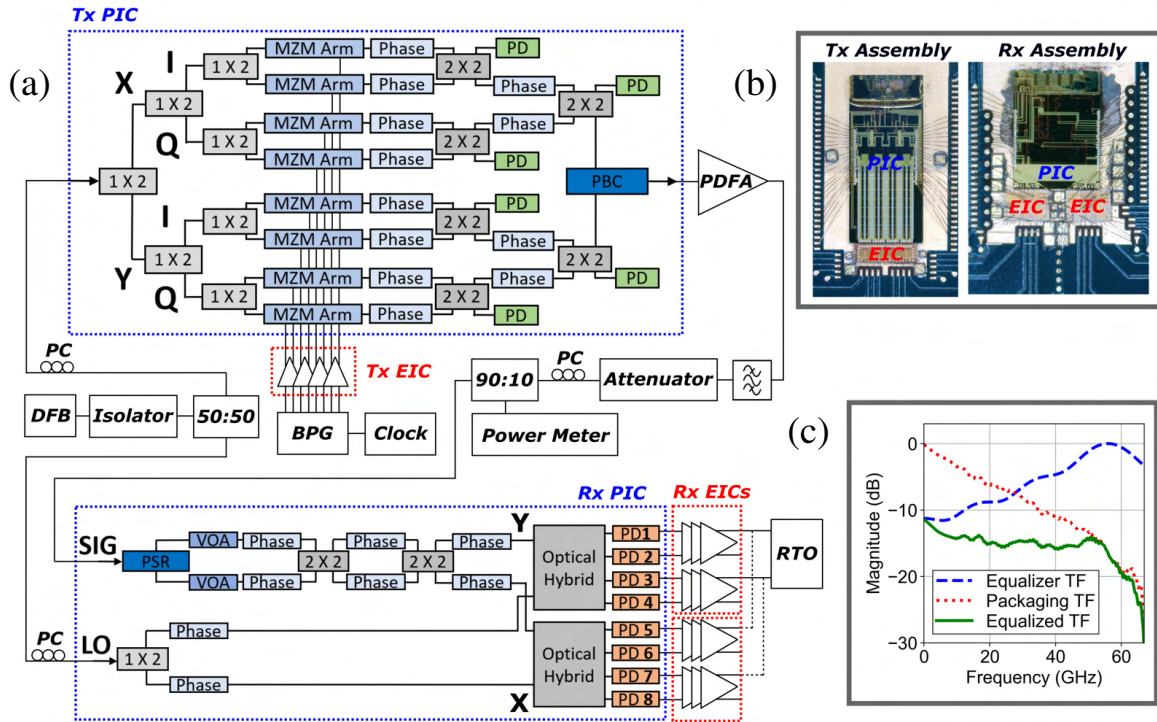 Tx PIC
(a)
X
I
1 X 2
MZM Arm
Phase
2 X 2
PD
MZM Arm
Phase
Phase
PD
1 X 2
2 X 2
Q
1 X 2
MZM Arm
Phase
2 X 2
Phase
MZM Arm
Phase
PD
1 X 2
PBC
PDFA
I
1 X 2
MZM Arm
Phase
2 X 2
PD
MZM Arm
Phase
Phase
1 X 2
2 X 2
Y
Q
1 X 2
MZM Arm
Phase
2 X 2
Phase
PD
MZM Arm
Phase
PD
PC
Tx EIC
DFB
Isolator
50:50
BPG
Clock
90:10
PC
Attenuator
Power Meter
Rx PIC
Rx EICs
SIG
PSR
VOA
Phase
2 X 2
Phase
2 X 2
Phase
Y
VOA
Phase
Phase
Phase
Optical
Hybrid
PD1
PD 2
PD 3
PD 4
RTO
PC
LO
1 X 2
Phase
Phase
X
Optical
Hybrid
PD 5
PD 6
PD 7
PD 8
(b)
Tx Assembly
Rx Assembly
PIC
EIC
PIC
EIC
EIC
(c)
Magnitude (dB)
0
−10
−20
−30
Equalizer TF
Packaging TF
Equalized TF
0
20
40
60
Frequency (GHz)